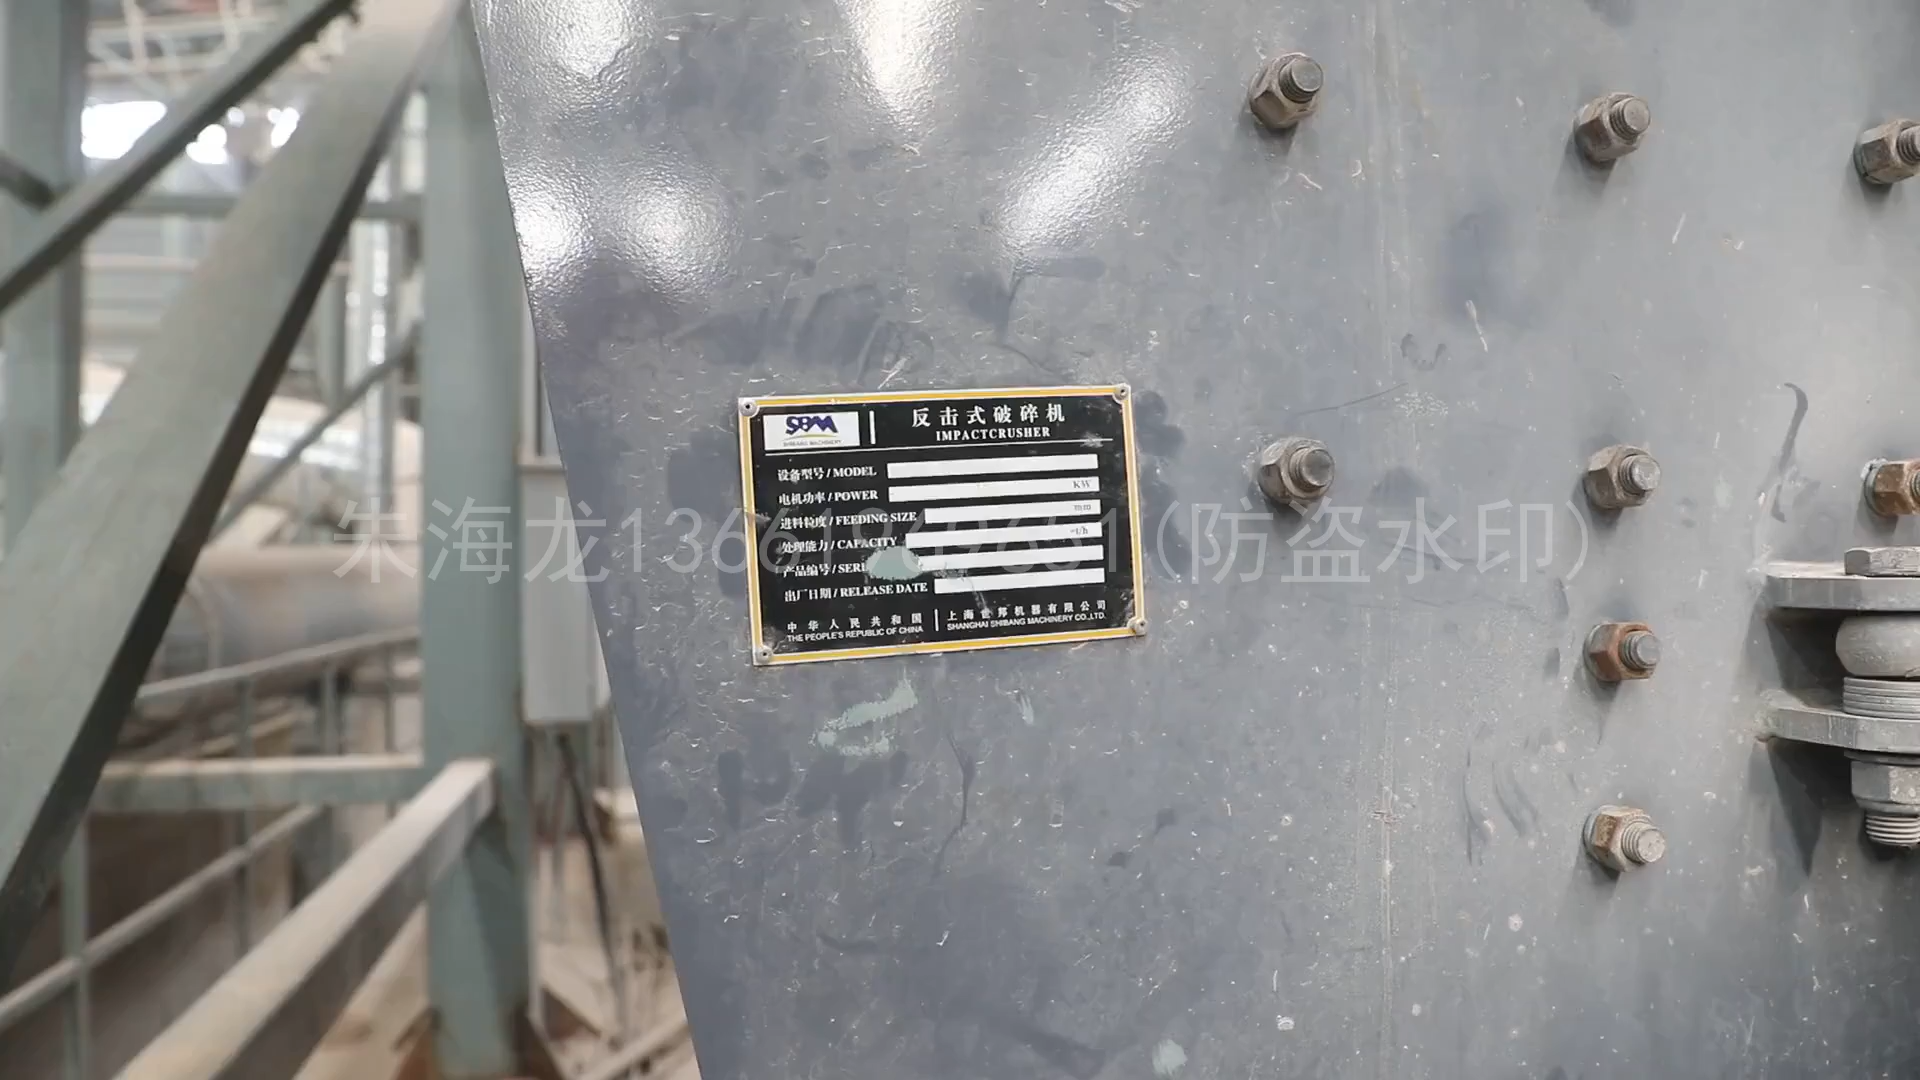 SBM
SHIBANG MACHINERY
反击式破碎机
IMPACTCRUSHER
设备型号 / MODEL
电机功率 / POWER KW
进料粒度 / FEEDING SIZE mm
处理能力 / CAPACITY t/h
产品编号 / SERI
出厂日期 / RELEASE DATE
中华人民共和国
THE PEOPLE'S REPUBLIC OF CHINA
上海世邦机器有限公司
SHANGHAI SHIBANG MACHINERY CO.,LTD.
朱海龙 (防盗水印)